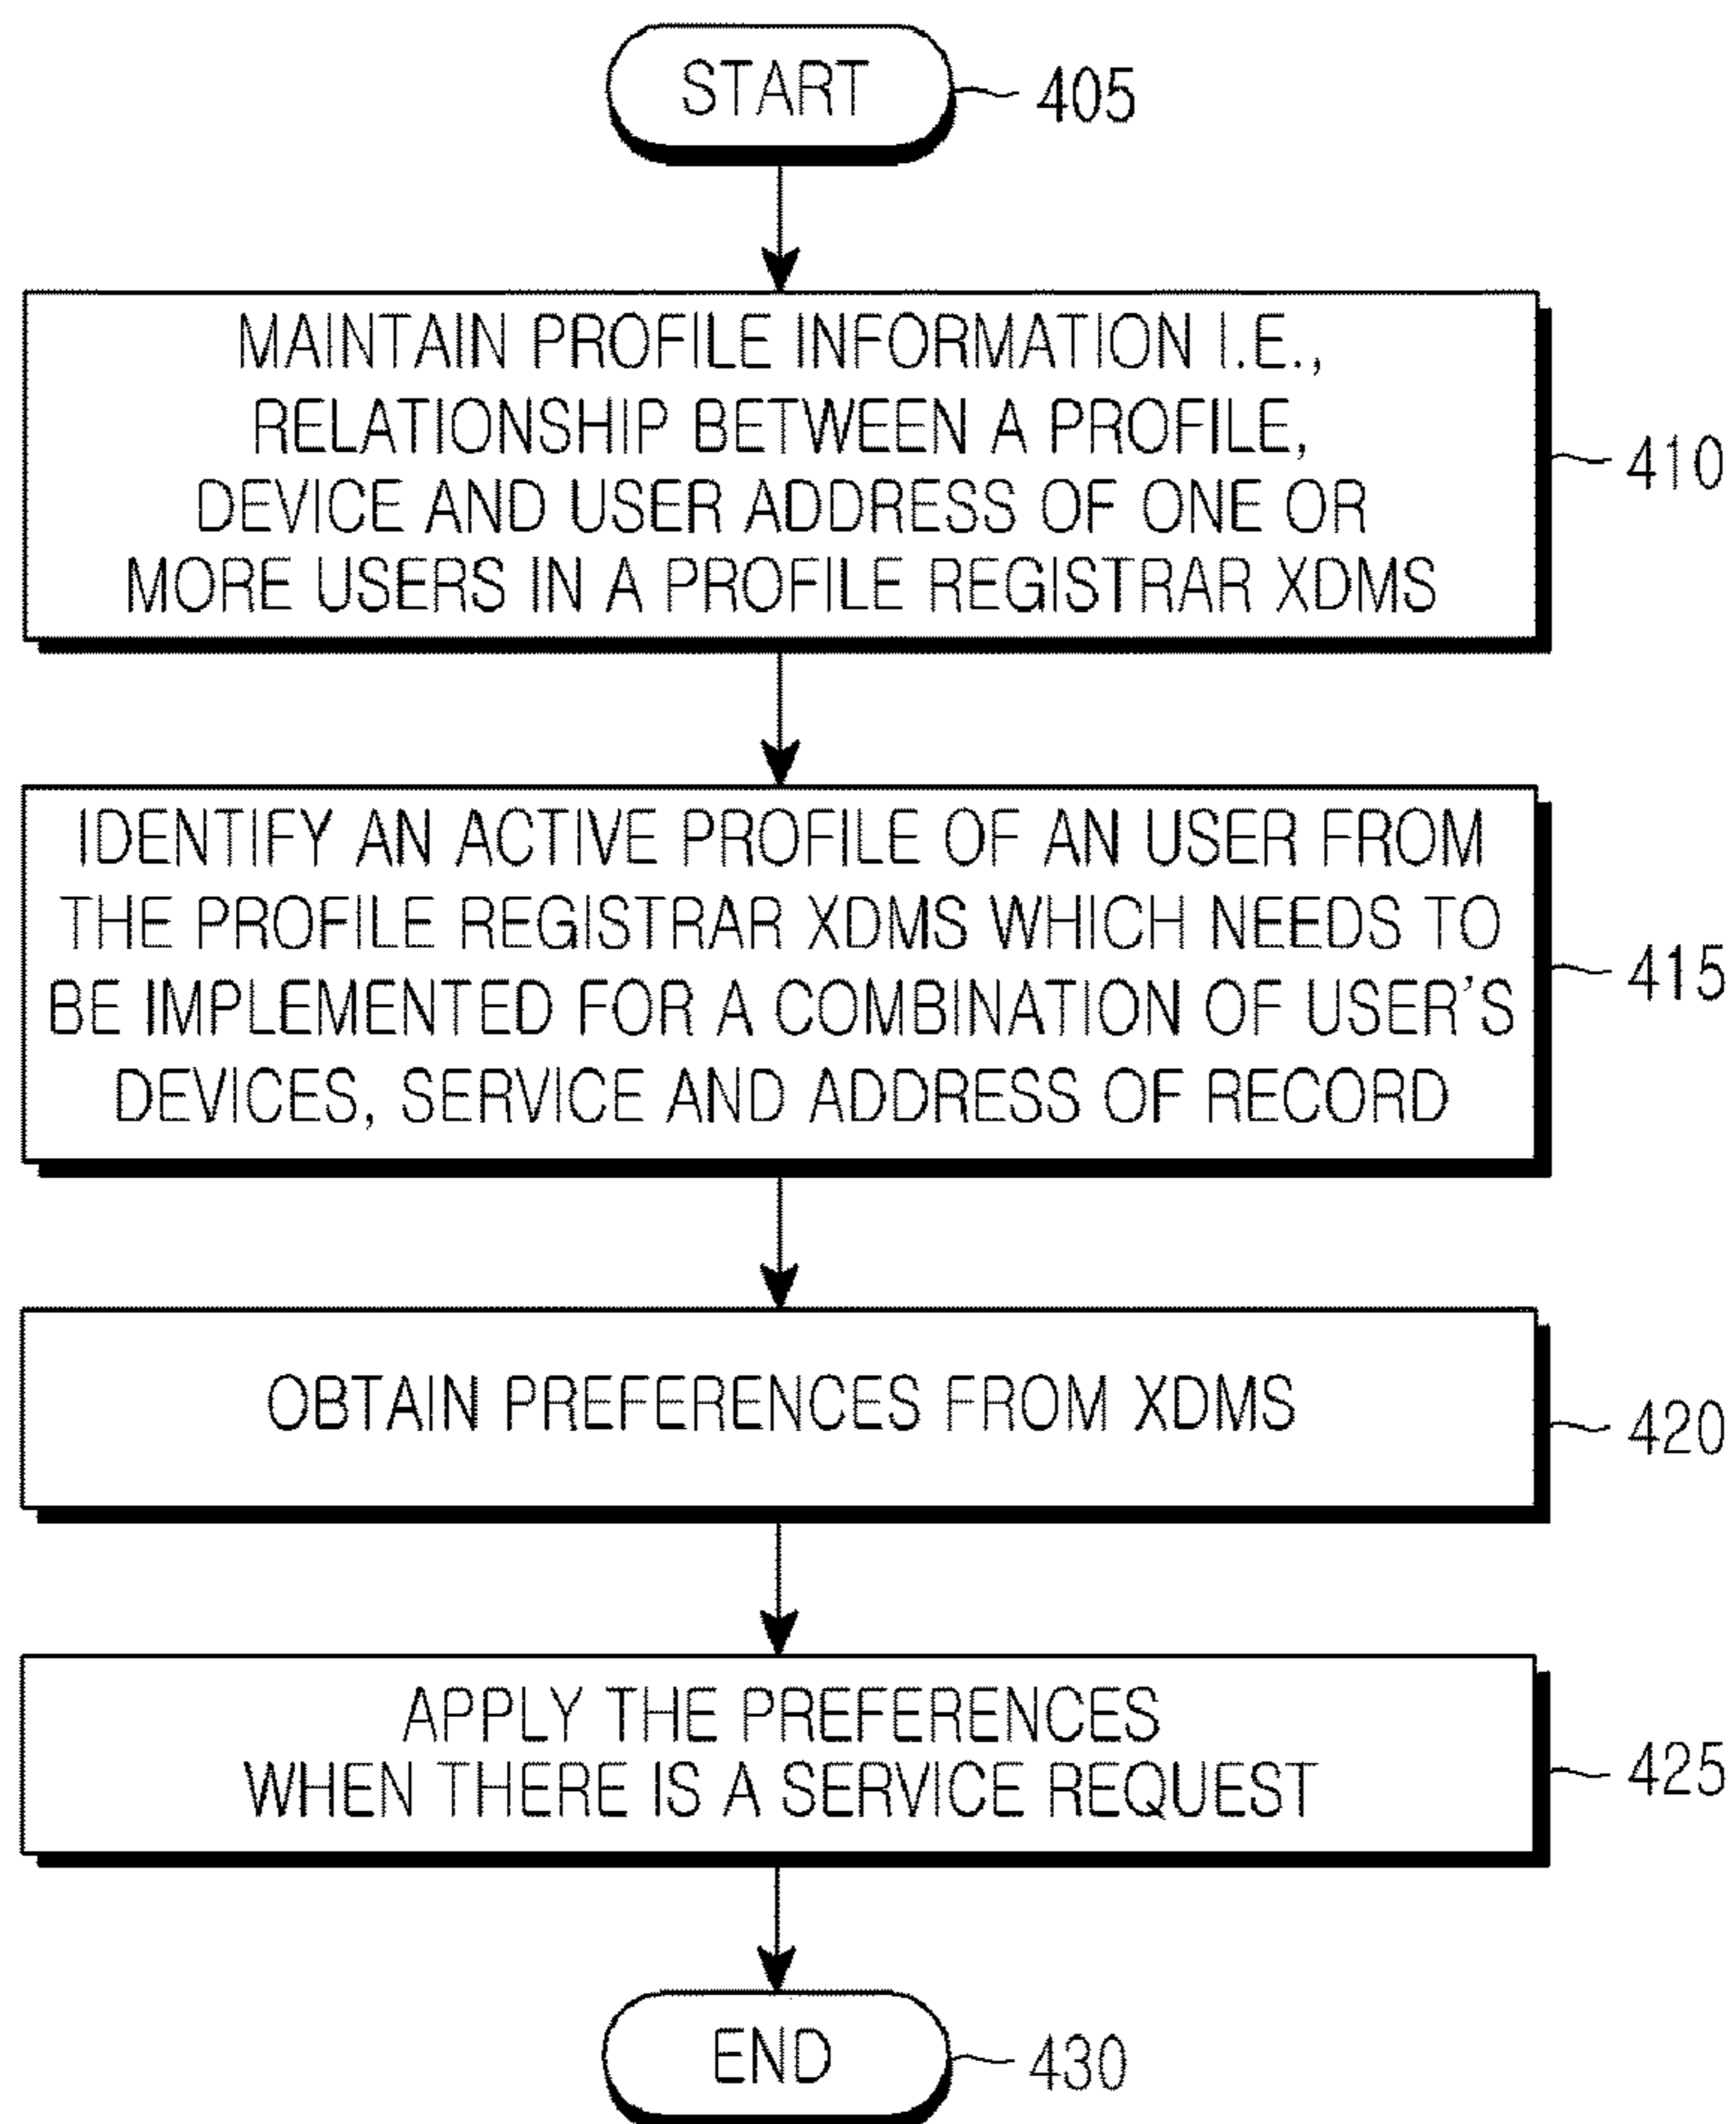 START
405
MAINTAIN PROFILE INFORMATION I.E.,
RELATIONSHIP BETWEEN A PROFILE,
DEVICE AND USER ADDRESS OF ONE OR
MORE USERS IN A PROFILE REGISTRAR XDMS
410
IDENTIFY AN ACTIVE PROFILE OF AN USER FROM
THE PROFILE REGISTRAR XDMS WHICH NEEDS TO
BE IMPLEMENTED FOR A COMBINATION OF USER'S
DEVICES, SERVICE AND ADDRESS OF RECORD
415
OBTAIN PREFERENCES FROM XDMS
420
APPLY THE PREFERENCES
WHEN THERE IS A SERVICE REQUEST
425
END
430